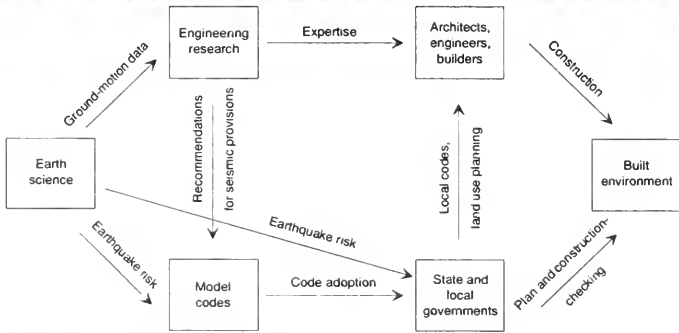 Engineering
research
Expertise
Architects,
engineers,
builders
Ground-motion data
Construction
Recommendations
for seismic provisions
Local codes,
land use planning
Earth
science
Built
environment
Earthquake risk
Earthquake risk
Model
codes
Code adoption
State and
local
governments
Plan and construction-
checking